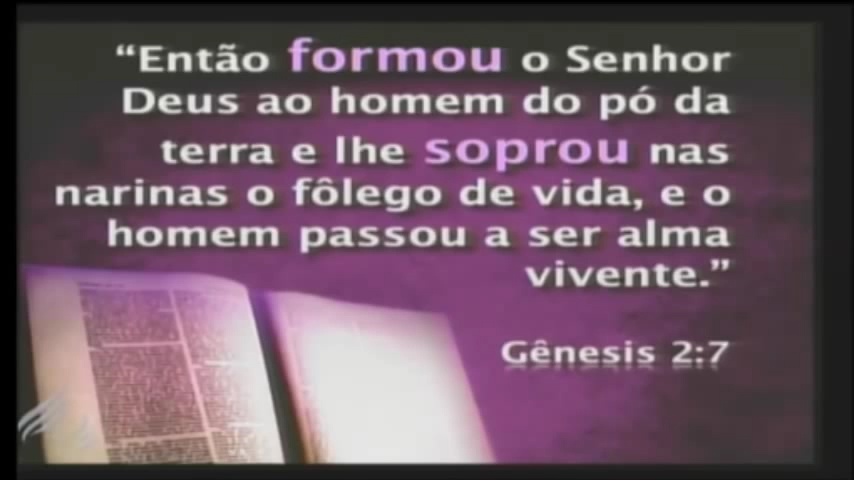 “Então formou o Senhor
Deus ao homem do pó da
terra e lhe soprou nas
narinas o fôlego de vida, e o
homem passou a ser alma
vivente.”
Gênesis 2:7